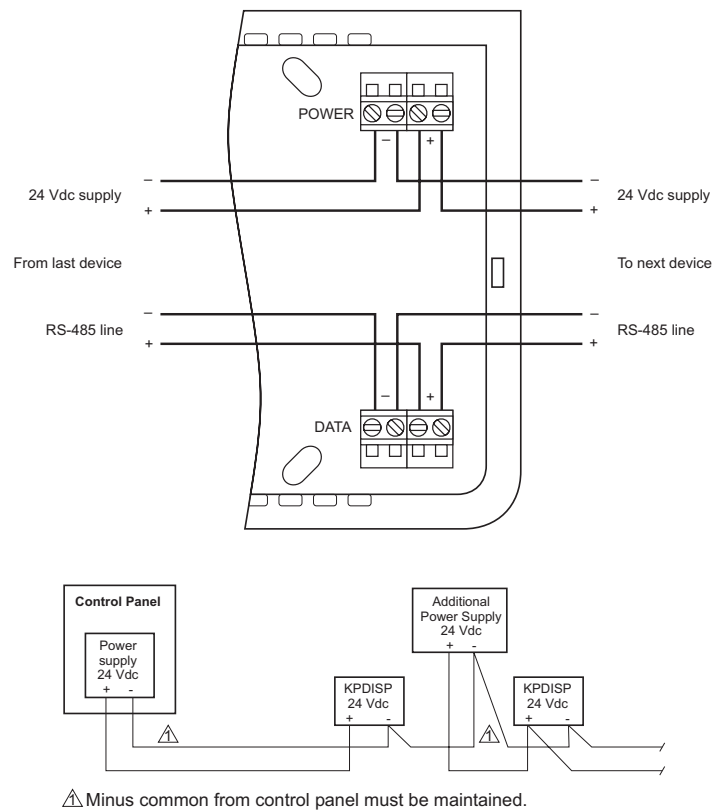 POWER
– +
– –
24 Vdc supply 24 Vdc supply
+ +
From last device To next device
– –
RS-485 line RS-485 line
+ +
– +
DATA
Control Panel
Power
supply
24 Vdc
+ -
Additional
Power Supply
24 Vdc
+ -
KPDISP
24 Vdc
+ -
KPDISP
24 Vdc
+ -
1
1
1 Minus common from control panel must be maintained.